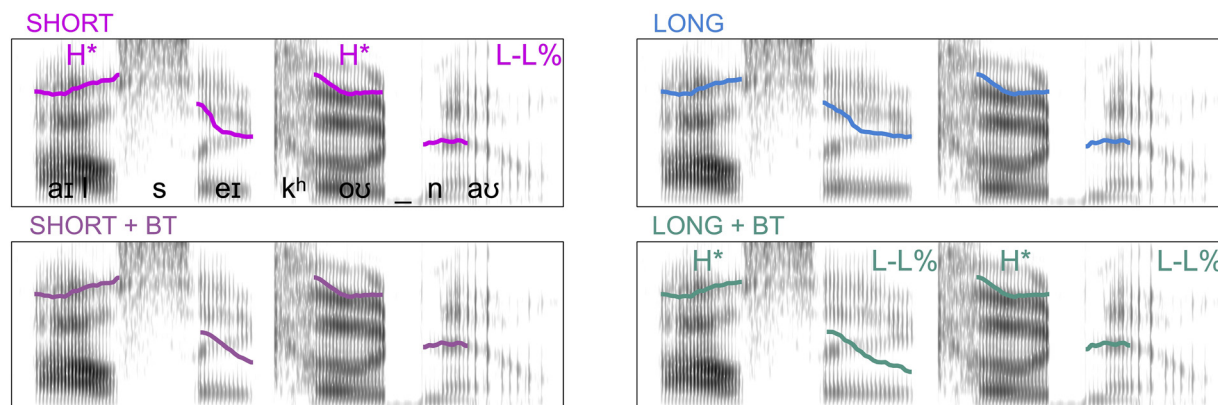 SHORT
H* H* L-L%
aɪ l s eɪ kʰ oʊ _ n aʊ
LONG
SHORT + BT
LONG + BT
H* L-L% H* L-L%